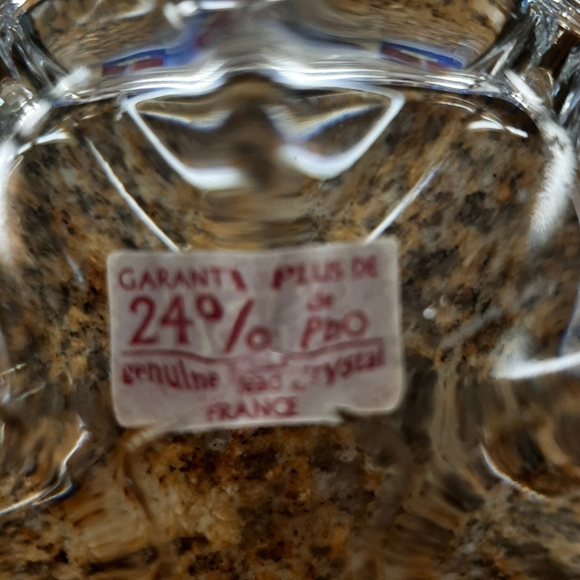 GARANTI PLUS DE
24% de PbO
genuine lead crystal
FRANCE